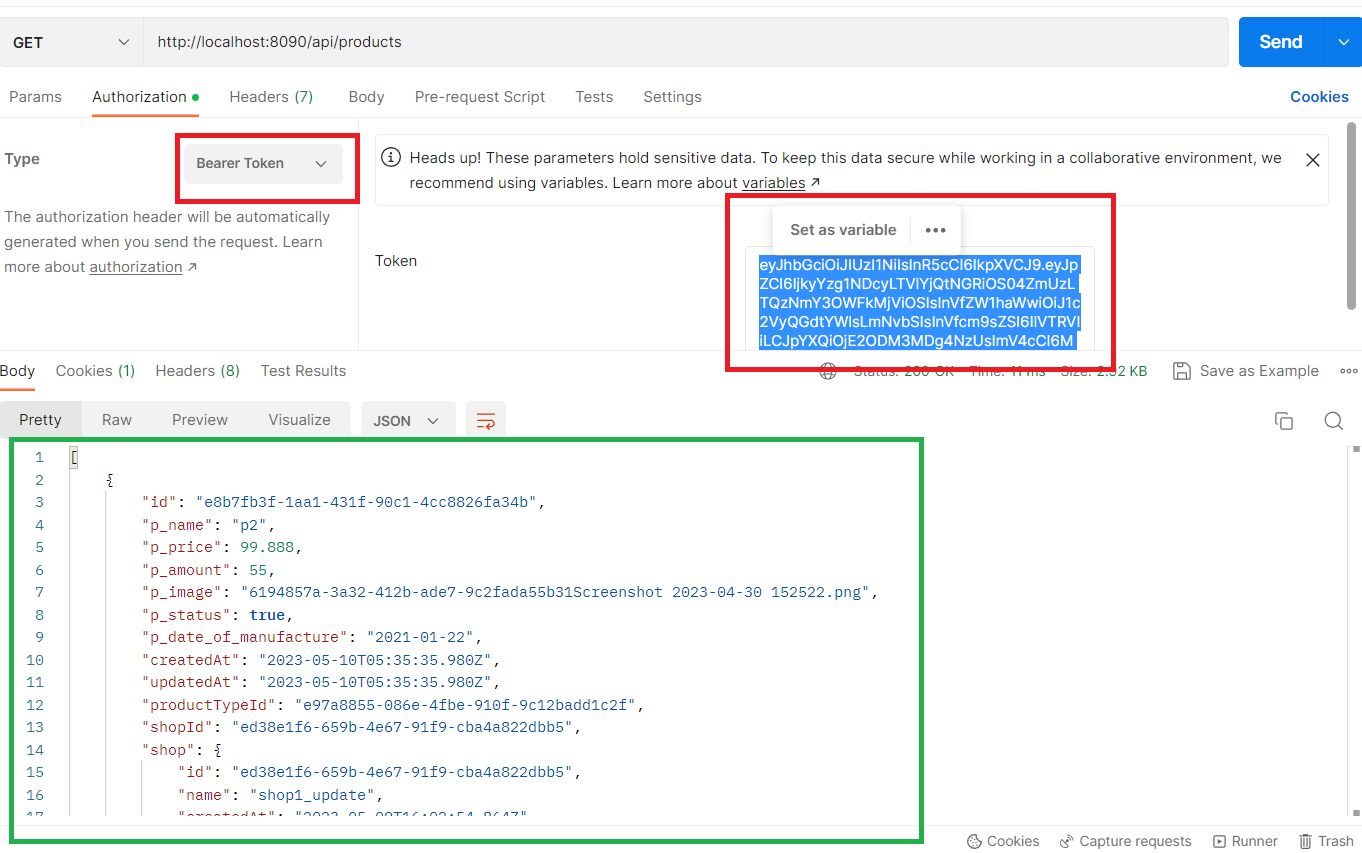 GET
http://localhost:8090/api/products
Send
Params
Authorization
Headers (7)
Body
Pre-request Script
Tests
Settings
Cookies
Type
Bearer Token
The authorization header will be automatically
generated when you send the request. Learn
more about authorization ↗
Heads up! These parameters hold sensitive data. To keep this data secure while working in a collaborative environment, we
recommend using variables. Learn more about variables ↗
Set as variable
Token
Body
Cookies (1)
Headers (8)
Test Results
Status: 200 OK
Time: 11 ms
Size: 2.92 KB
Save as Example
Pretty
Raw
Preview
Visualize
JSON
1 [
2 {
3 "id": "e8b7fb3f-1aa1-431f-90c1-4cc8826fa34b",
4 "p_name": "p2",
5 "p_price": 99.888,
6 "p_amount": 55,
7 "p_image": "6194857a-3a32-412b-ade7-9c2fada55b31Screenshot 2023-04-30 152522.png",
8 "p_status": true,
9 "p_date_of_manufacture": "2021-01-22",
10 "createdAt": "2023-05-10T05:35:35.980Z",
11 "updatedAt": "2023-05-10T05:35:35.980Z",
12 "productTypeId": "e97a8855-086e-4fbe-910f-9c12badd1c2f",
13 "shopId": "ed38e1f6-659b-4e67-91f9-cba4a822dbb5",
14 "shop": {
15 "id": "ed38e1f6-659b-4e67-91f9-cba4a822dbb5",
16 "name": "shop1_update",
17 "createdAt": "2023-05-09T16:02:54.864Z"
Cookies
Capture requests
Runner
Trash